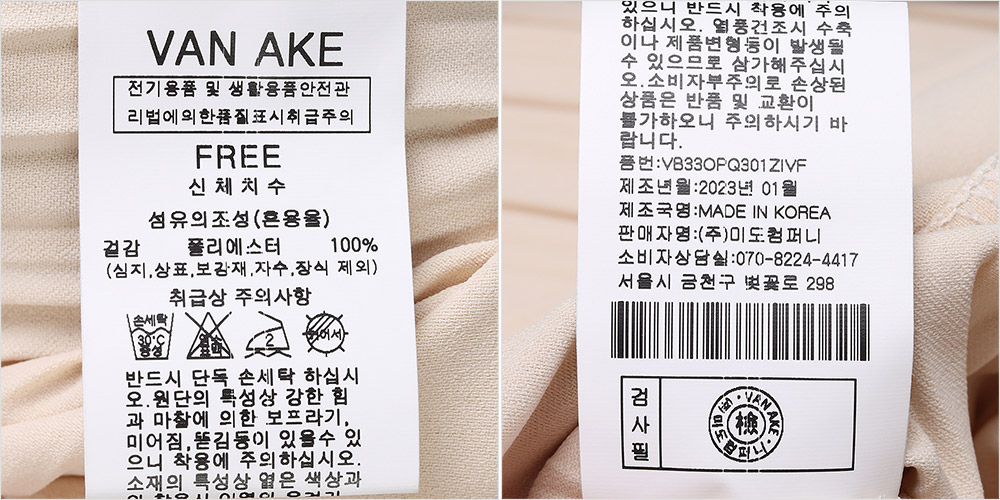 VAN AKE
전기용품 및 생활용품안전관
리법에의한품질표시취급주의
FREE
신체치수
섬유의조성(혼용율)
겉감 폴리에스터 100%
(심지,상표,보강재,자수,장식 제외)
취급상 주의사항
손세탁
30°C
중성
염소
표백
2
드라이
반드시 단독 손세탁 하십시
오.원단의 특성상 강한 힘
과 마찰에 의한 보프라기,
미어짐,뜯김등이 있을수 있
으니 착용에 주의하십시오.
소재의 특성상 옅은 색상과
있으니 반드시 착용에 주의
하십시오. 열풍건조시 수축
이나 제품변형등이 발생될
수 있으므로 삼가해주십시
오.소비자부주의로 손상된
상품은 반품 및 교환이
불가하오니 주의하시기 바
랍니다.
품번:VB33OPQ301ZIVF
제조년월:2023년 01월
제조국명:MADE IN KOREA
판매자명:(주)미도컴퍼니
소비자상담실:070-8224-4417
서울시 금천구 벚꽃로 298
검사필
VAN AKE
檢
(주)미도컴퍼니